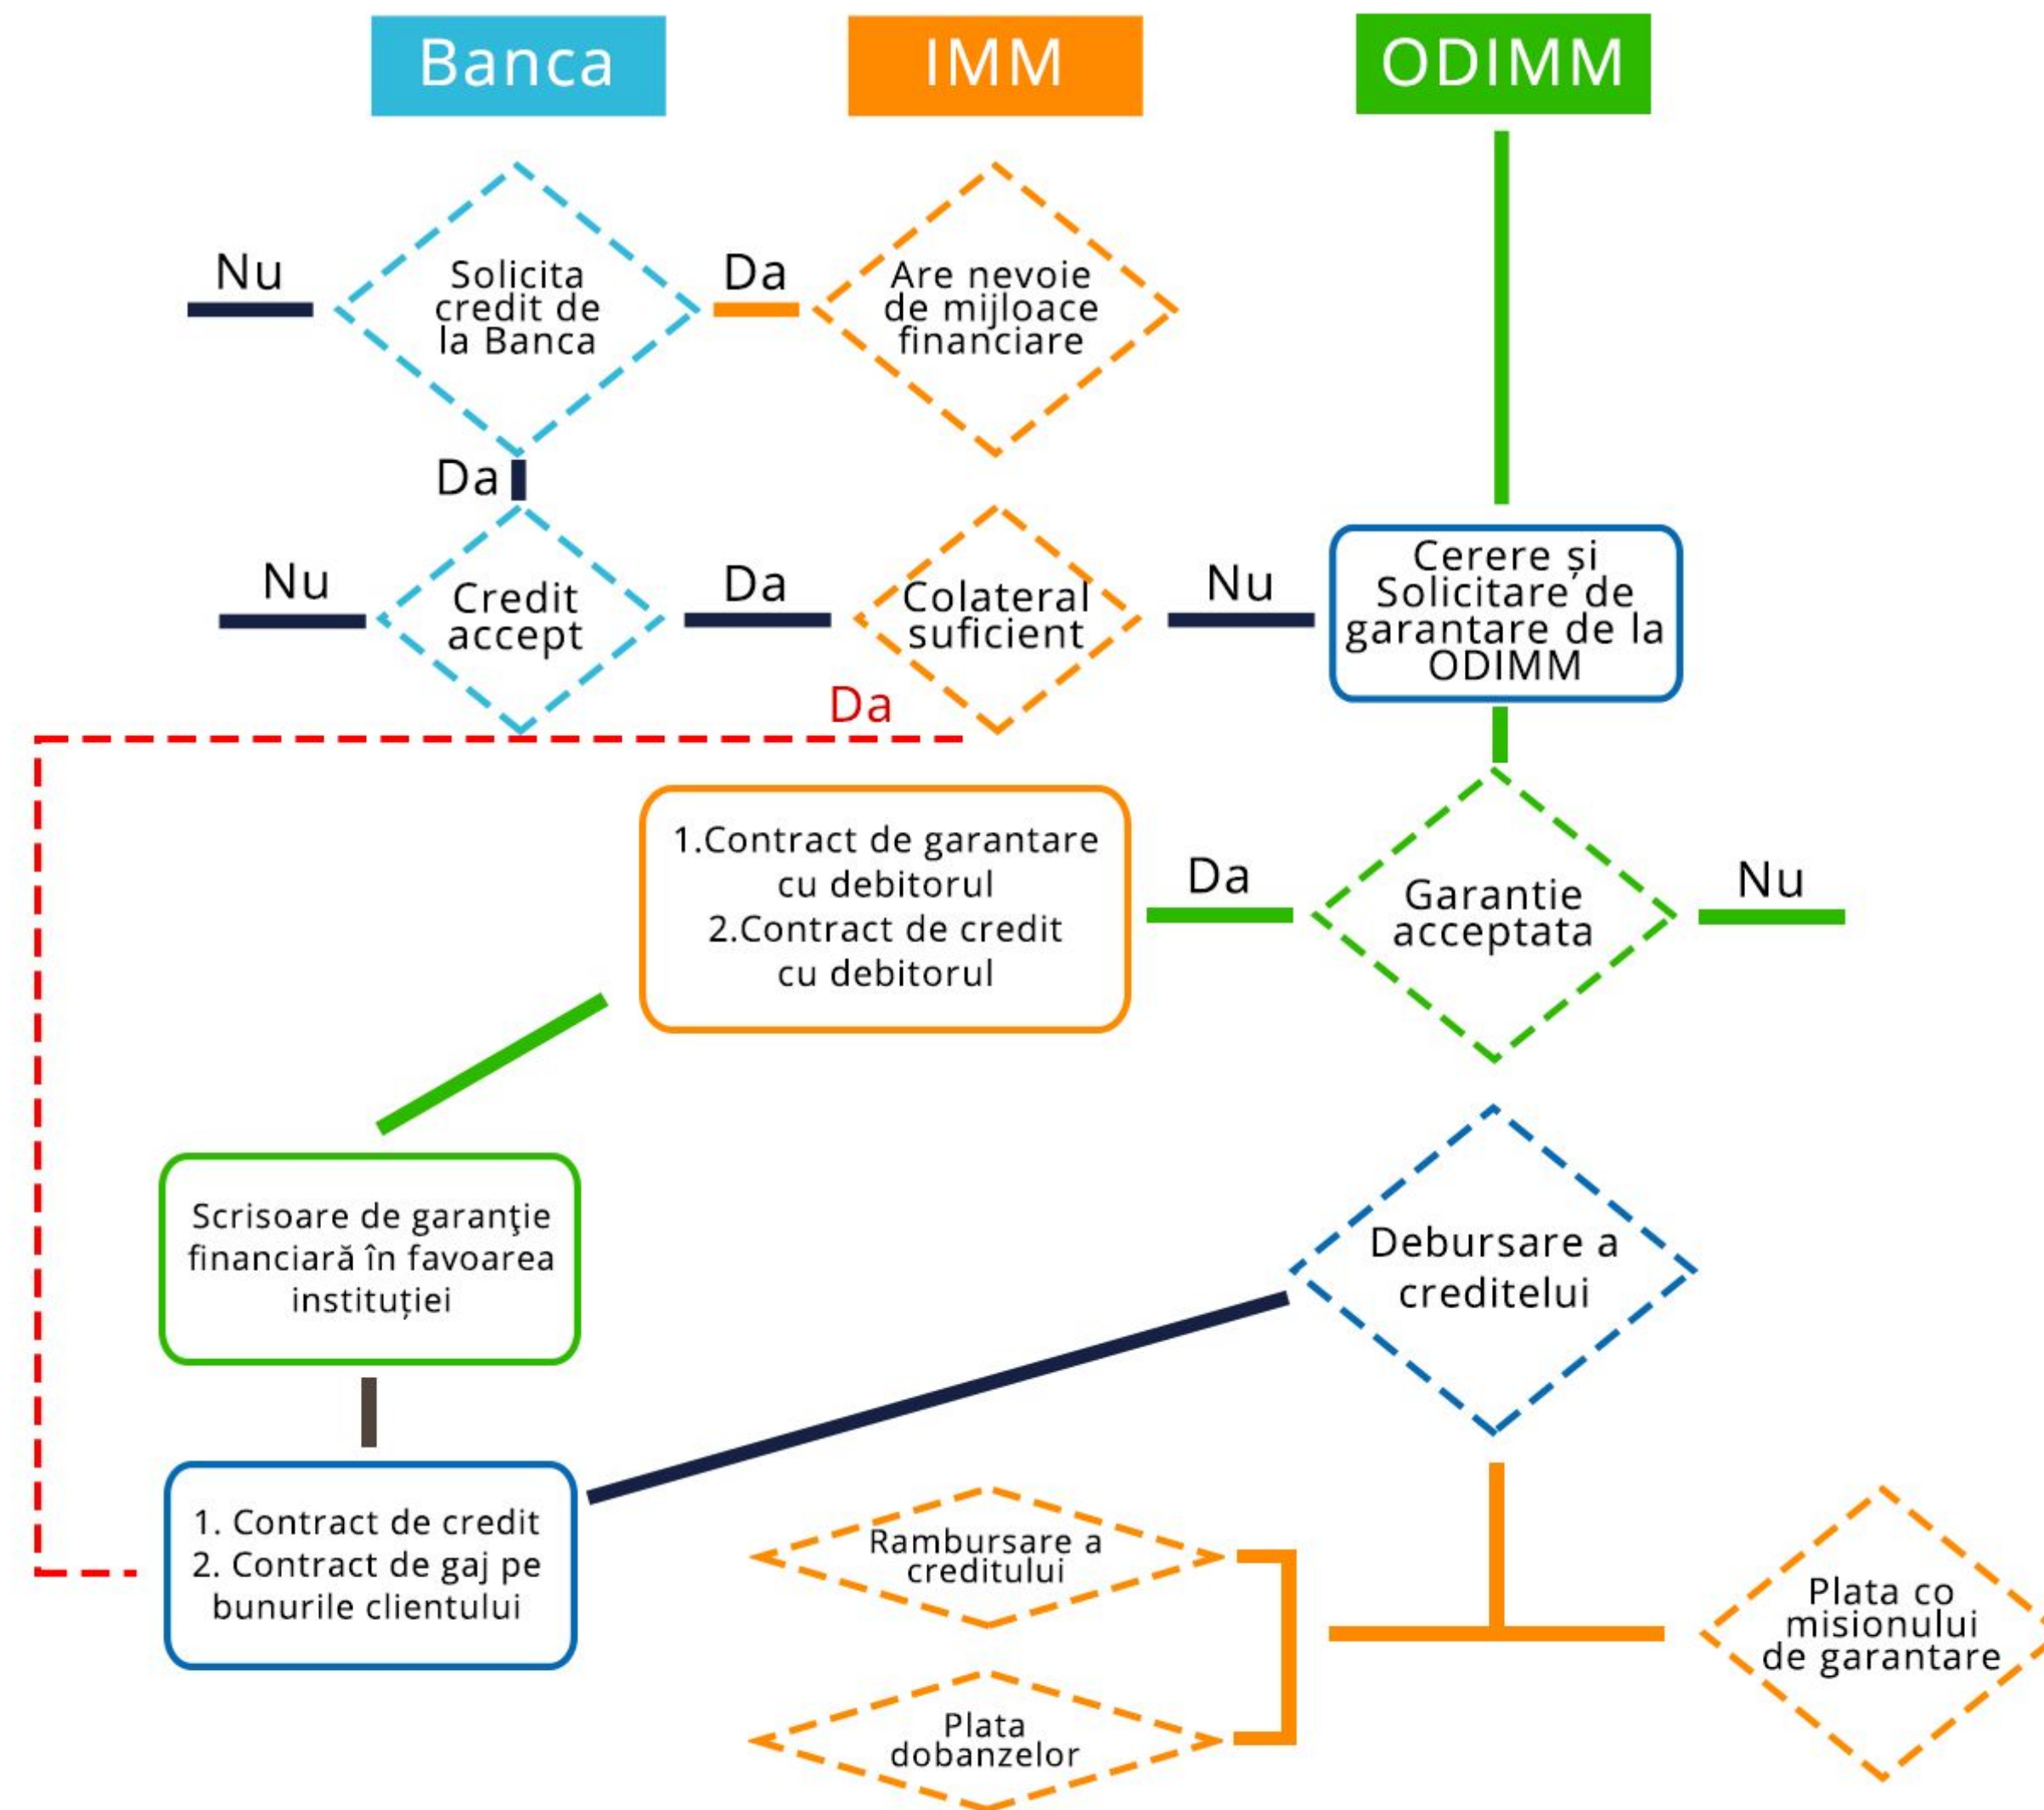 Banca
IMM
ODIMM
Nu
Solicita
credit de
la Banca
Da
Are nevoie
de mijloace
financiare
Da
Nu
Credit
accept
Da
Colateral
suficient
Nu
Cerere și
Solicitare de
garantare de la
ODIMM
Da
1.Contract de garantare
cu debitorul
2.Contract de credit
cu debitorul
Da
Garantie
acceptata
Nu
Scrisoare de garanţie
financiară în favoarea
instituției
Debursare a
creditelui
1. Contract de credit
2. Contract de gaj pe
bunurile clientului
Rambursare a
creditului
Plata
dobanzelor
Plata co
misionului
de garantare